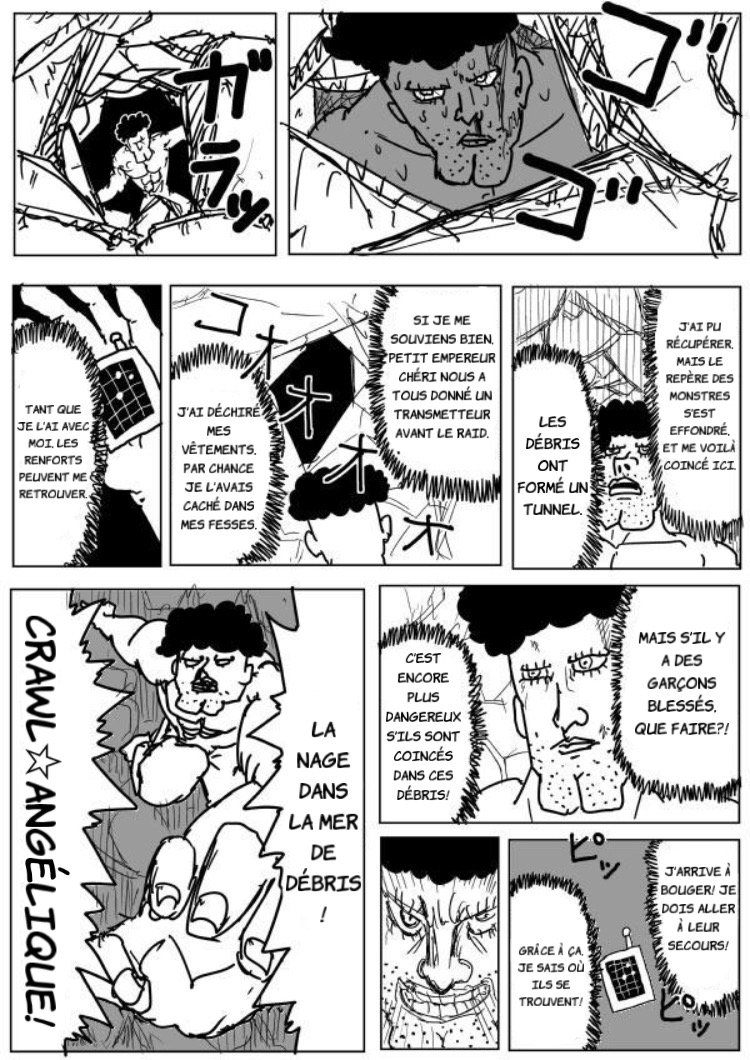 ゴゴ
ガラッ
J'AI PU
RÉCUPÉRER,
MAIS LE
REPÈRE DES
MONSTRES
S'EST
EFFONDRÉ,
ET ME VOILÀ
COINCÉ ICI.
LES
DÉBRIS
ONT
FORMÉ UN
TUNNEL.
SI JE ME
SOUVIENS BIEN,
PETIT EMPEREUR
CHÉRI NOUS A
TOUS DONNÉ UN
TRANSMETTEUR
AVANT LE RAID.
コオオオオ
J'AI DÉCHIRÉ
MES
VÊTEMENTS,
PAR CHANCE
JE L'AVAIS
CACHÉ DANS
MES FESSES.
TANT QUE
JE L'AI AVEC
MOI, LES
RENFORTS
PEUVENT ME
RETROUVER.
MAIS S'IL Y
A DES
GARÇONS
BLESSÉS,
QUE FAIRE?!
C'EST
ENCORE
PLUS
DANGEREUX
S'ILS SONT
COINCÉS
DANS CES
DÉBRIS!
ピッ
J'ARRIVE À
BOUGER! JE
DOIS ALLER
À LEUR
SECOURS!
GRÂCE À ÇA,
JE SAIS OÙ
ILS SE
TROUVENT!
ピッ
LA
NAGE
DANS
LA MER
DE
DÉBRIS
!
CRAWL☆ANGÉLIQUE!